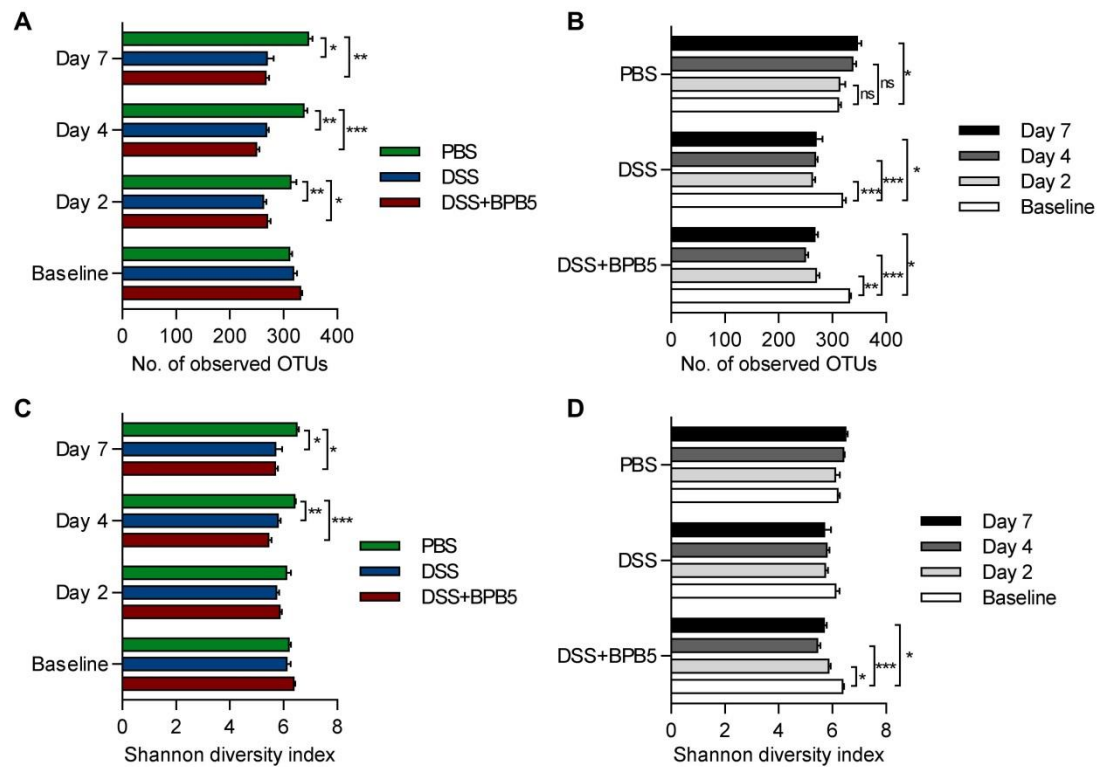 A
Day 7
Day 4
Day 2
Baseline
* **
** ***
** *
PBS
DSS
DSS+BPB5
0 100 200 300 400
No. of observed OTUs
B
PBS
DSS
DSS+BPB5
ns ns *
*** *** *
** *** *
Day 7
Day 4
Day 2
Baseline
0 100 200 300 400
No. of observed OTUs
C
Day 7
Day 4
Day 2
Baseline
* *
** ***
PBS
DSS
DSS+BPB5
0 2 4 6 8
Shannon diversity index
D
PBS
DSS
DSS+BPB5
* *** *
Day 7
Day 4
Day 2
Baseline
0 2 4 6 8
Shannon diversity index